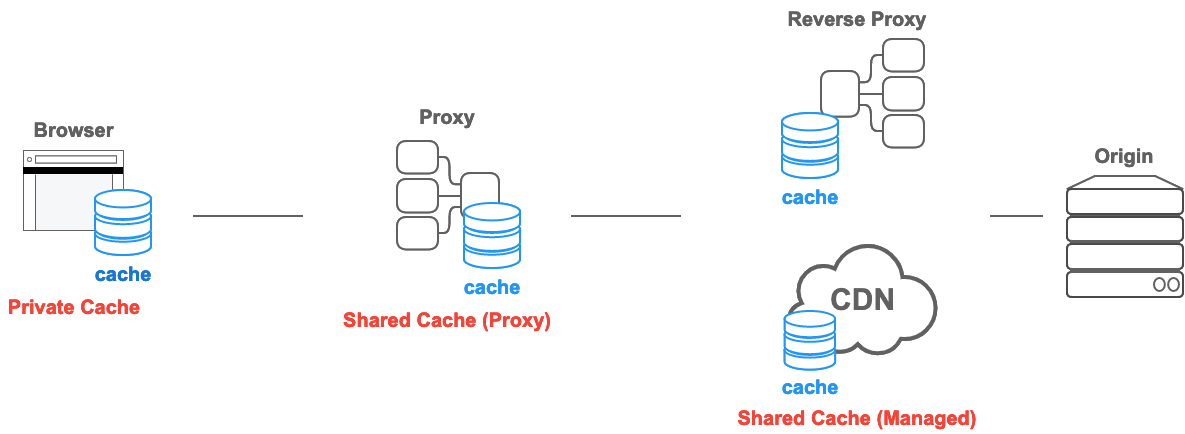 Browser
cache
Private Cache
Proxy
cache
Shared Cache (Proxy)
Reverse Proxy
cache
CDN
cache
Shared Cache (Managed)
Origin